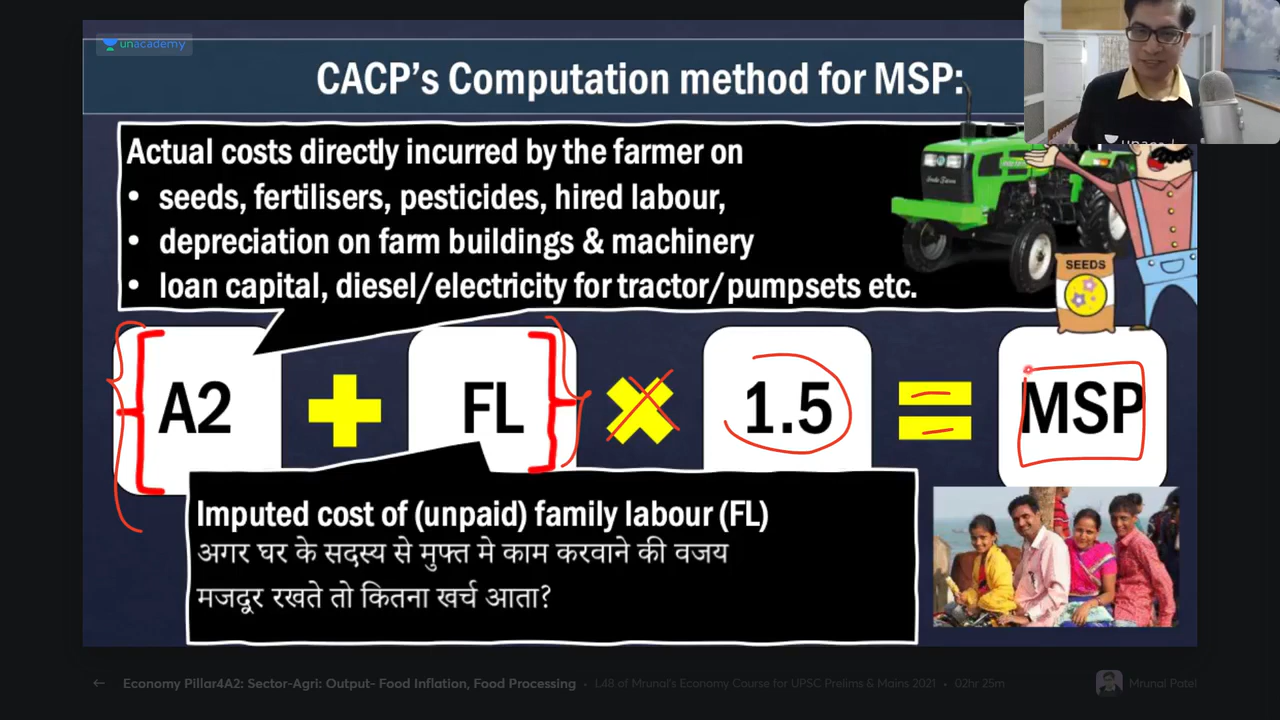 unacademy
CACP's Computation method for MSP:
Actual costs directly incurred by the farmer on
• seeds, fertilisers, pesticides, hired labour,
• depreciation on farm buildings & machinery
• loan capital, diesel/electricity for tractor/pumpsets etc.
SEEDS
A2 + FL × 1.5 = MSP
Imputed cost of (unpaid) family labour (FL)
अगर घर के सदस्य से मुफ्त मे काम करवाने की वजय
मजदूर रखते तो कितना खर्च आता?
← Economy Pillar4A2: Sector-Agri: Output- Food Inflation, Food Processing • L48 of Mrunal's Economy Course for UPSC Prelims & Mains 2021 • 02hr 25m Mrunal Patel